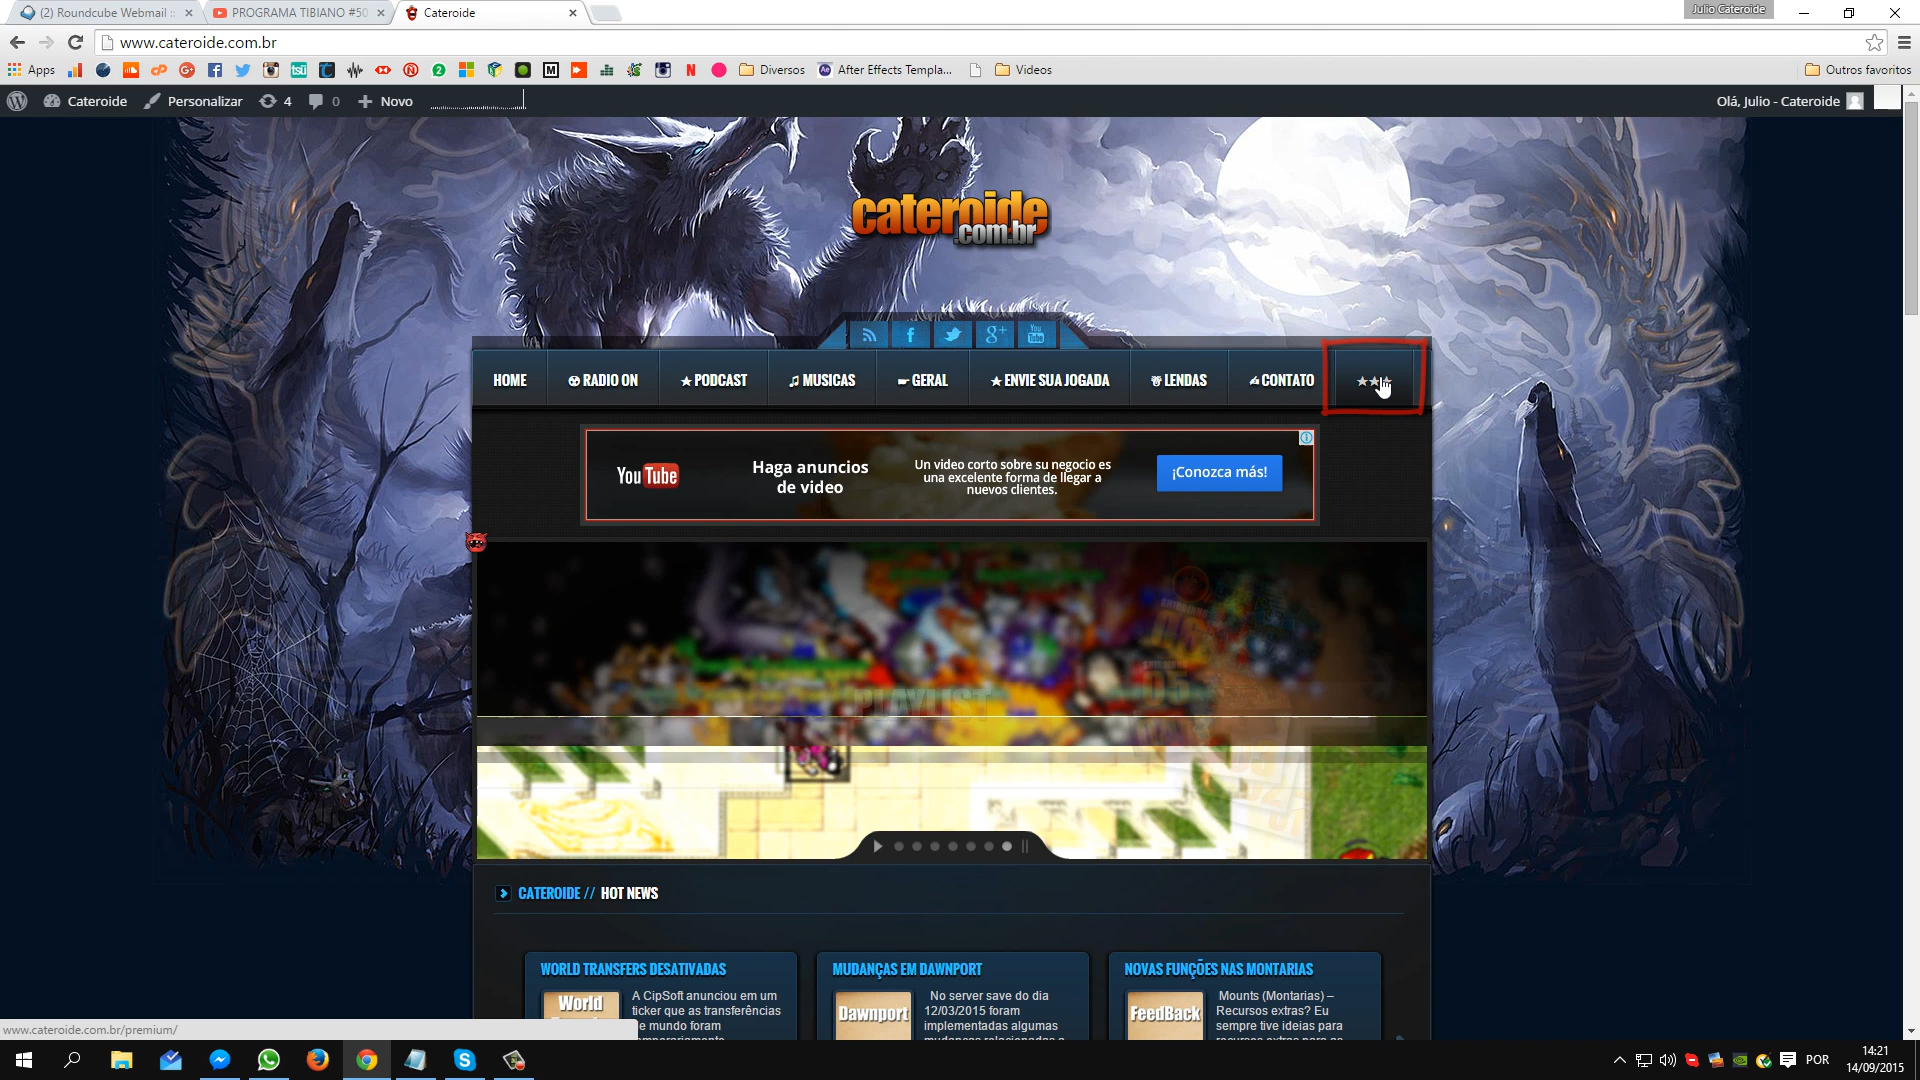 (2) Roundcube Webmail ::
PROGRAMA TIBIANO #50
Cateroide
Julio Cateroide
www.cateroide.com.br
Apps
Diversos
After Effects Templa...
Videos
Outros favoritos
Cateroide
Personalizar
4
0
Novo
Olá, Julio - Cateroide
cateroide
.com.br
HOME
RADIO ON
PODCAST
MUSICAS
GERAL
ENVIE SUA JOGADA
LENDAS
CONTATO
YouTube
Haga anuncios
de video
Un video corto sobre su negocio es
una excelente forma de llegar a
nuevos clientes.
¡Conozca más!
PLAYLIST
CATEROIDE // HOT NEWS
WORLD TRANSFERS DESATIVADAS
World
A CipSoft anunciou em um
ticker que as transferências
de mundo foram
temporariamente
MUDANÇAS EM DAWNPORT
Dawnport
No server save do dia
12/03/2015 foram
implementadas algumas
mudanças relacionadas a
NOVAS FUNÇÕES NAS MONTARIAS
FeedBack
Mounts (Montarias) –
Recursos extras? Eu
sempre tive ideias para
recursos extras para as
www.cateroide.com.br/premium/
POR
14:21
14/09/2015